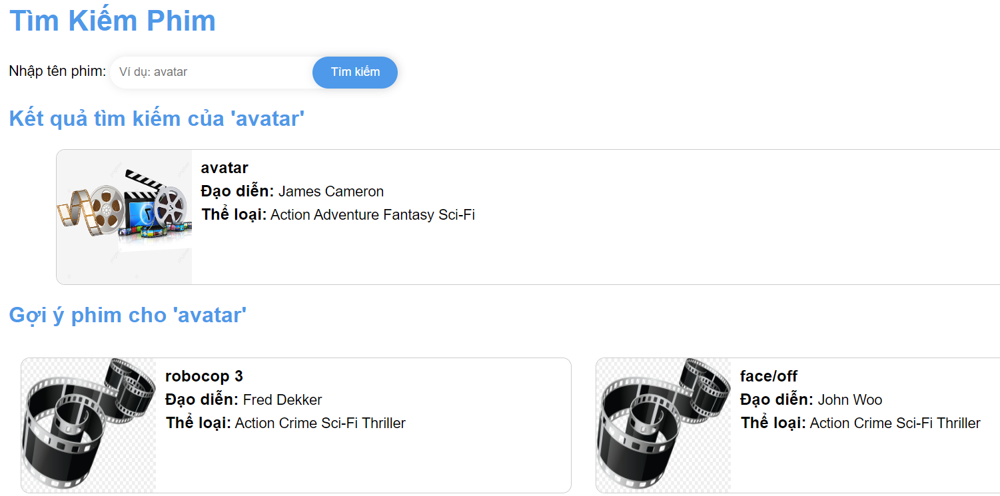 Tìm Kiếm Phim
Nhập tên phim: Ví dụ: avatar Tìm kiếm
Kết quả tìm kiếm của 'avatar'
avatar
Đạo diễn: James Cameron
Thể loại: Action Adventure Fantasy Sci-Fi
Gợi ý phim cho 'avatar'
robocop 3
Đạo diễn: Fred Dekker
Thể loại: Action Crime Sci-Fi Thriller
face/off
Đạo diễn: John Woo
Thể loại: Action Crime Sci-Fi Thriller